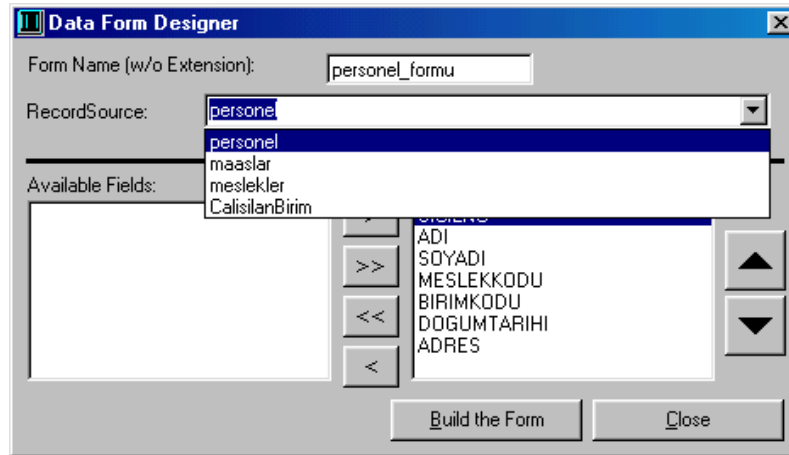 Data Form Designer
Form Name (w/o Extension):
personel_formu
RecordSource:
personel
personel
maaslar
meslekler
CalisilanBirim
Available Fields:
ADI
SOYADI
>>
MESLEKKODU
BIRIMKODU
<<
DOGUMTARIHI
ADRES
<
Build the Form
Close